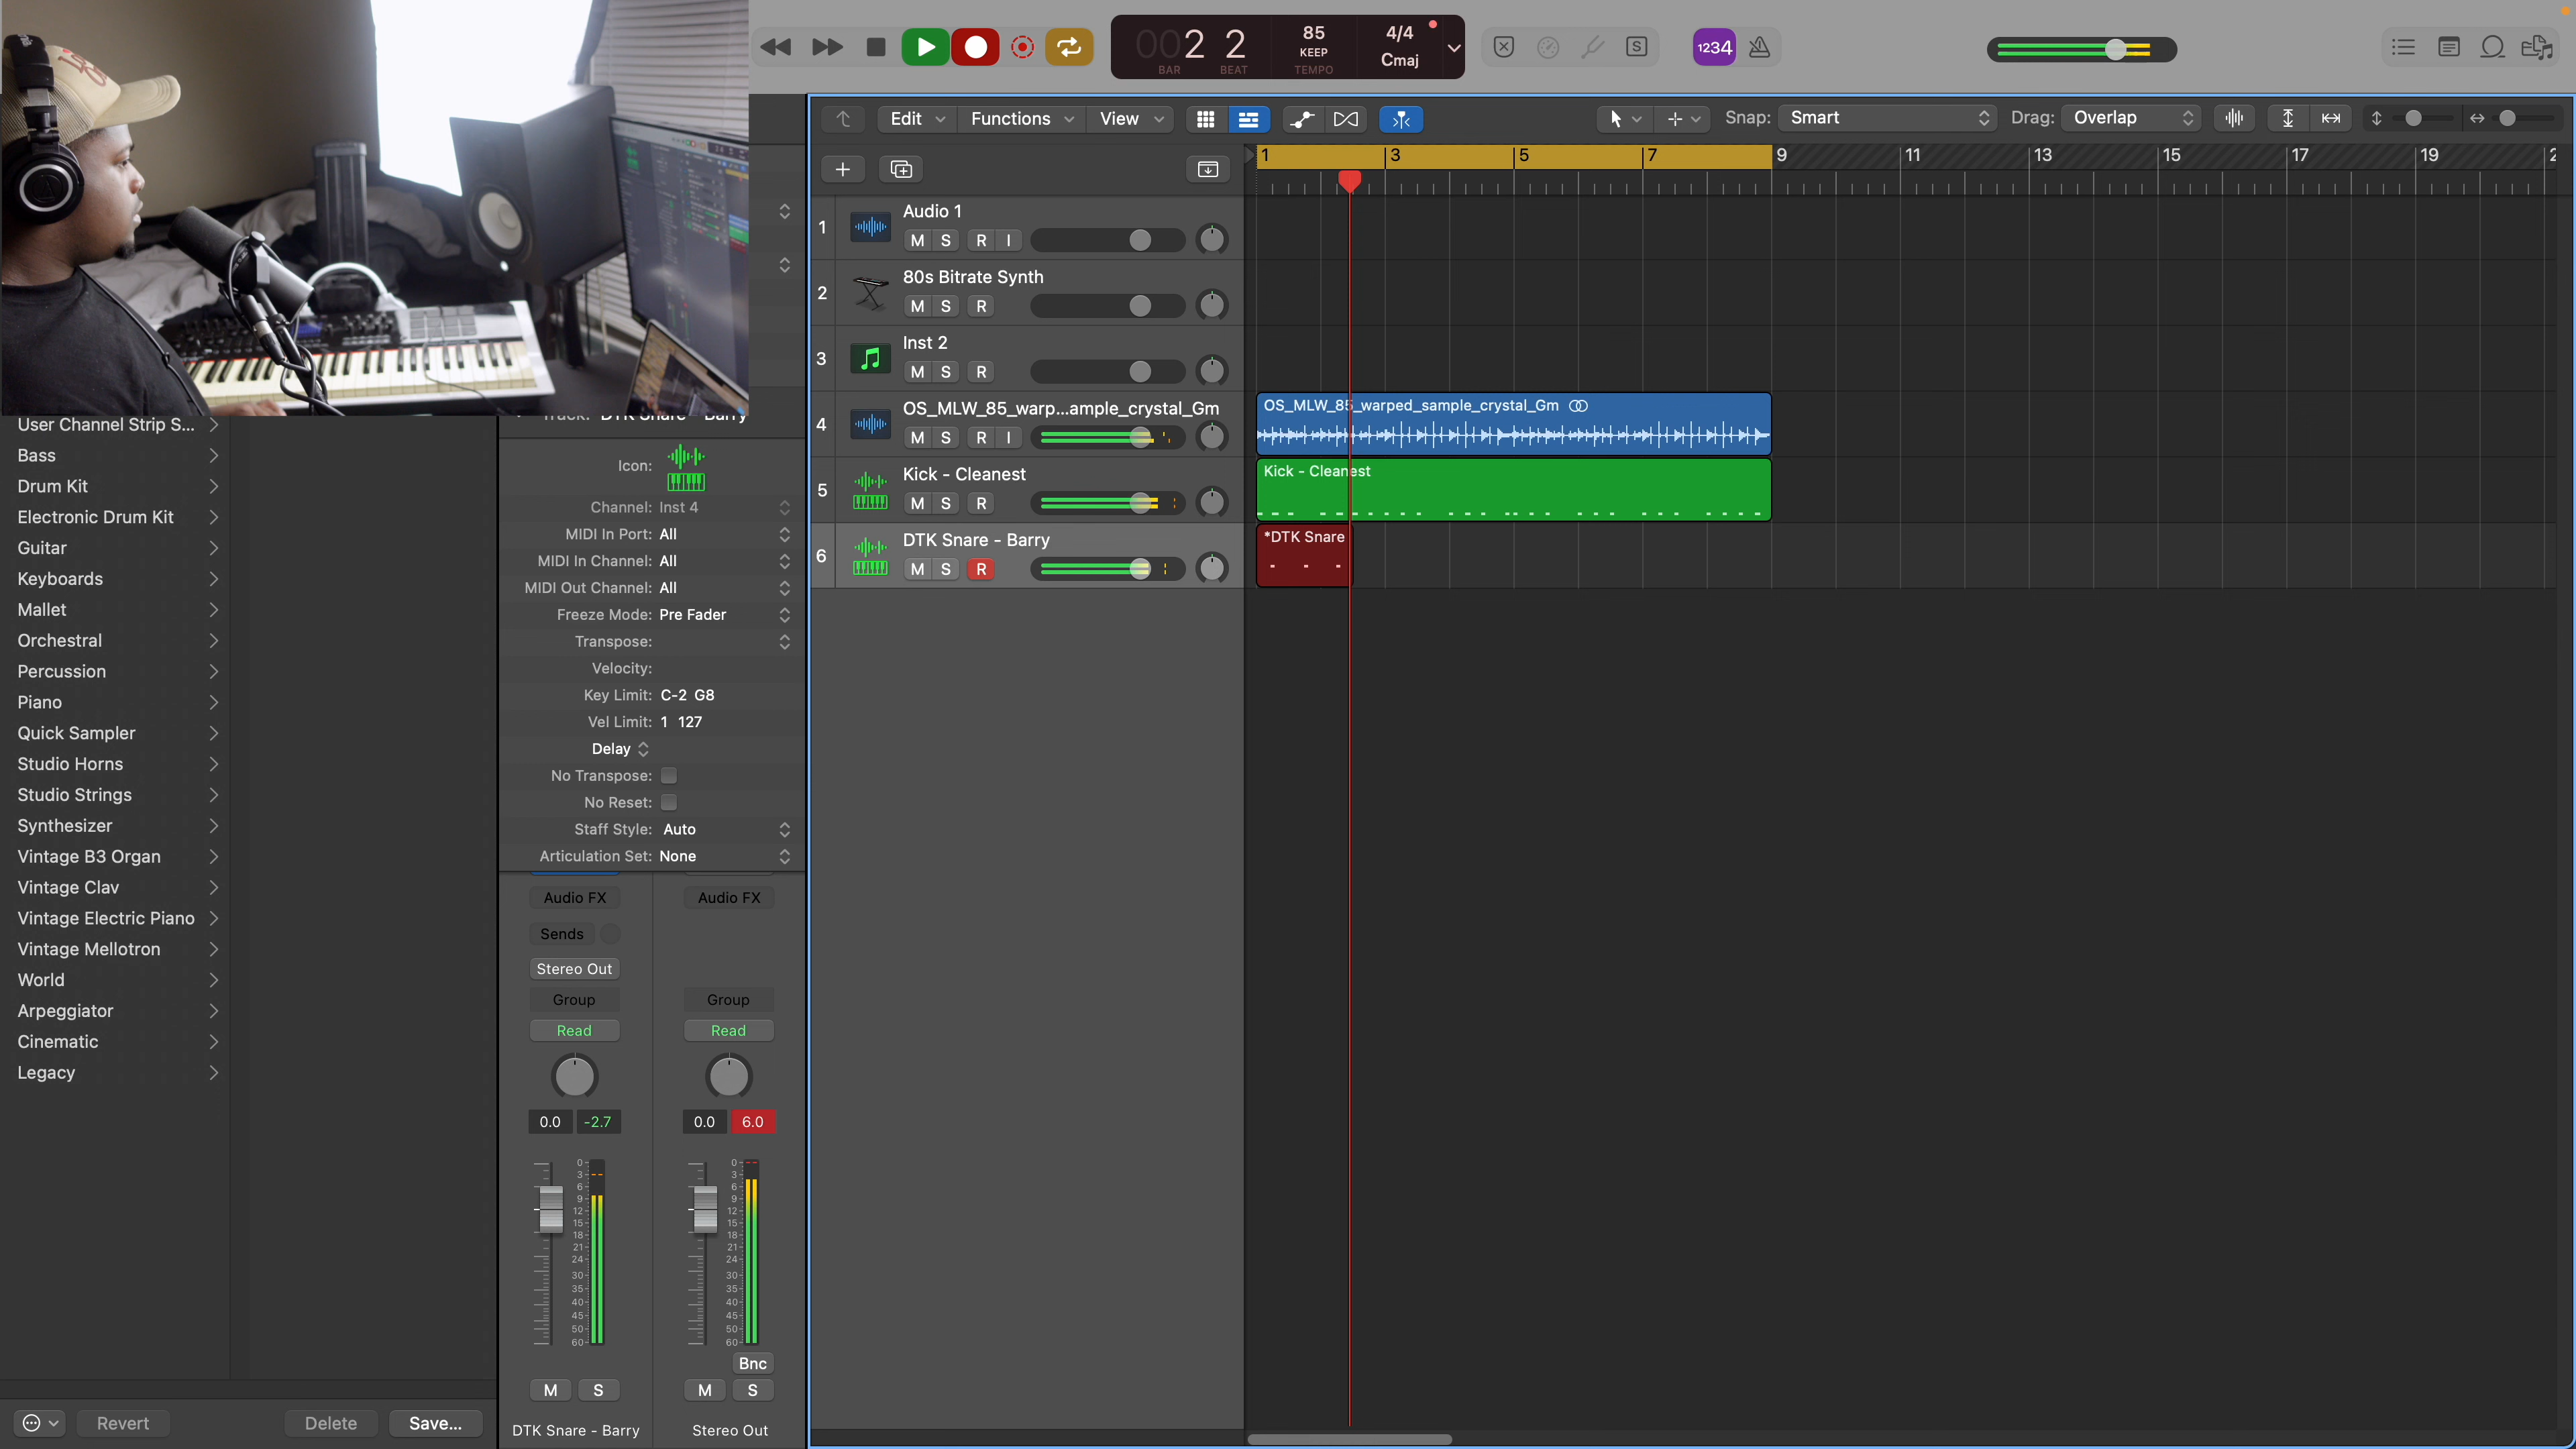 002 2
BAR BEAT
85
KEEP
TEMPO
4/4
Cmaj
S
1234
Edit
Functions
View
Snap: Smart
Drag: Overlap
1 3 5 7 9 11 13 15 17 19 2
1
Audio 1
M S R I
2
80s Bitrate Synth
M S R
3
Inst 2
M S R
4
OS_MLW_85_warp...ample_crystal_Gm
M S R I
5
Kick - Cleanest
M S R
6
DTK Snare - Barry
M S R
OS_MLW_85_warped_sample_crystal_Gm
Kick - Cleanest
*DTK Snare
User Channel Strip S...
Bass
Drum Kit
Electronic Drum Kit
Guitar
Keyboards
Mallet
Orchestral
Percussion
Piano
Quick Sampler
Studio Horns
Studio Strings
Synthesizer
Vintage B3 Organ
Vintage Clav
Vintage Electric Piano
Vintage Mellotron
World
Arpeggiator
Cinematic
Legacy
Revert
Delete
Save...
Track: DTK Snare - Barry
Icon:
Channel: Inst 4
MIDI In Port: All
MIDI In Channel: All
MIDI Out Channel: All
Freeze Mode: Pre Fader
Transpose:
Velocity:
Key Limit: C-2 G8
Vel Limit: 1 127
Delay
No Transpose:
No Reset:
Staff Style: Auto
Articulation Set: None
Audio FX
Sends
Stereo Out
Group
Read
0.0 -2.7
0
3
6
9
12
15
18
21
24
30
35
40
45
50
60
M S
DTK Snare - Barry
Audio FX
Group
Read
0.0 6.0
0
3
6
9
12
15
18
21
24
30
35
40
45
50
60
Bnc
M S
Stereo Out